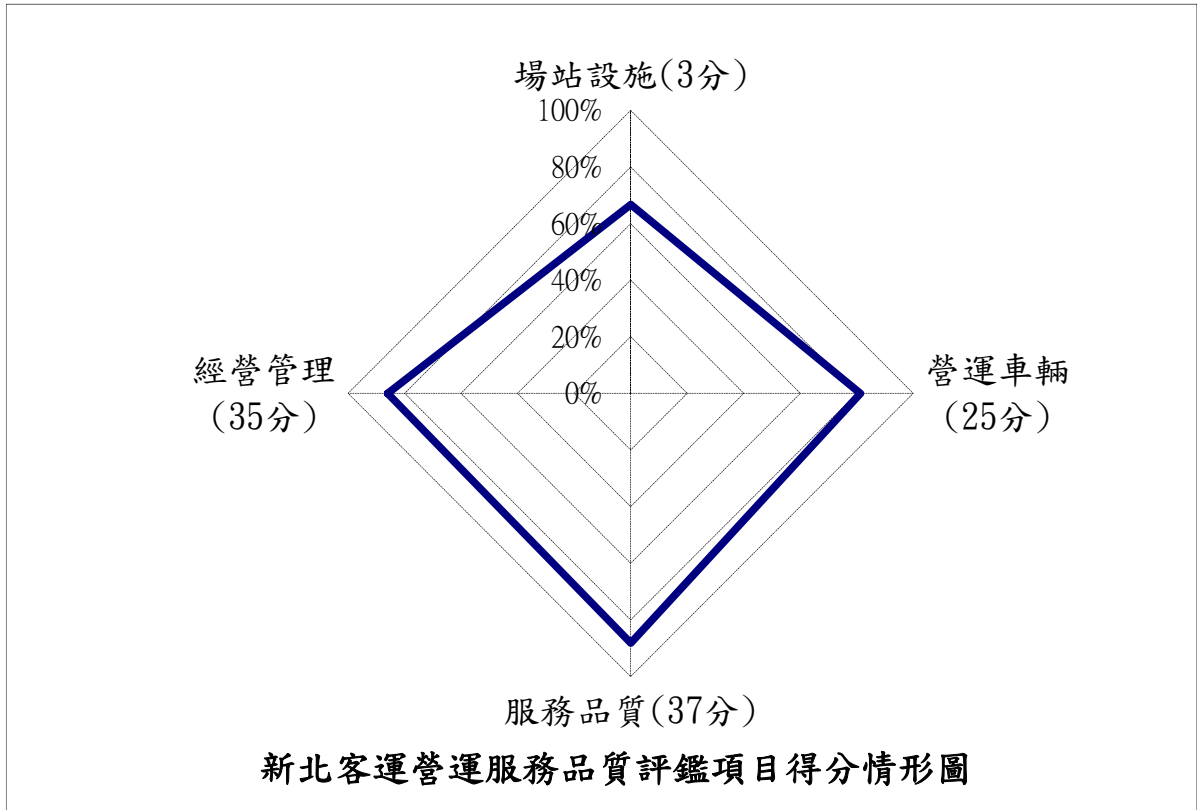 場站設施(3分)
100%
80%
60%
40%
20%
0%
營運車輛
(25分)
經營管理
(35分)
服務品質(37分)
新北客運營運服務品質評鑑項目得分情形圖